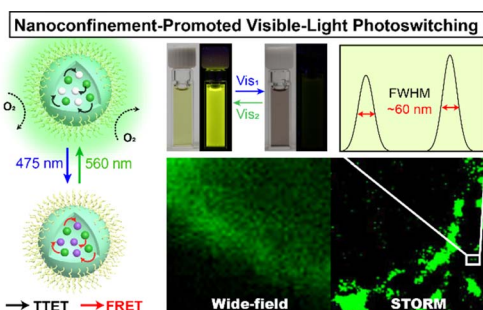 Nanoconfinement-Promoted Visible-Light Photoswitching
O₂
O₂
475 nm
560 nm
TTET
FRET
Vis₁
Vis₂
FWHM
~60 nm
Wide-field
STORM